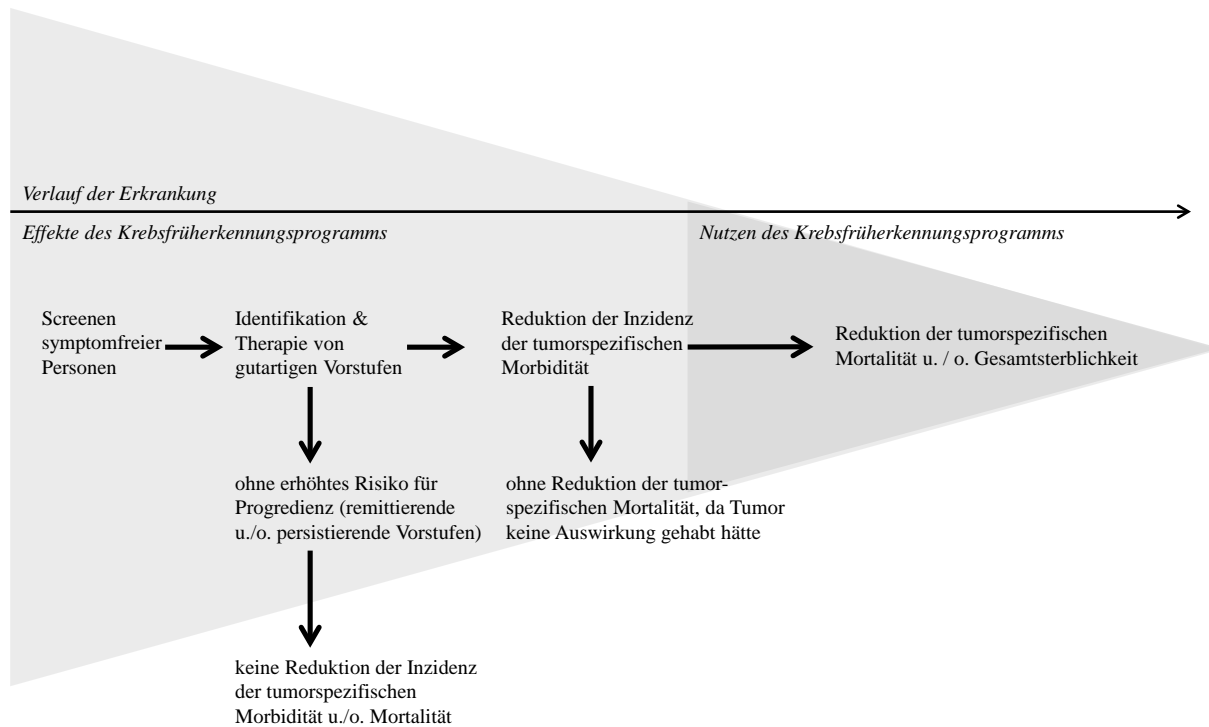 Verlauf der Erkrankung
Effekte des Krebsfrüherkennungsprogramms
Nutzen des Krebsfrüherkennungsprogramms
Screenen
symptomfreier
Personen
Identifikation &
Therapie von
gutartigen Vorstufen
Reduktion der Inzidenz
der tumorspezifischen
Morbidität
Reduktion der tumorspezifischen
Mortalität u. / o. Gesamtsterblichkeit
ohne erhöhtes Risiko für
Progredienz (remittierende
u./o. persistierende Vorstufen)
ohne Reduktion der tumor-
spezifischen Mortalität, da Tumor
keine Auswirkung gehabt hätte
keine Reduktion der Inzidenz
der tumorspezifischen
Morbidität u./o. Mortalität